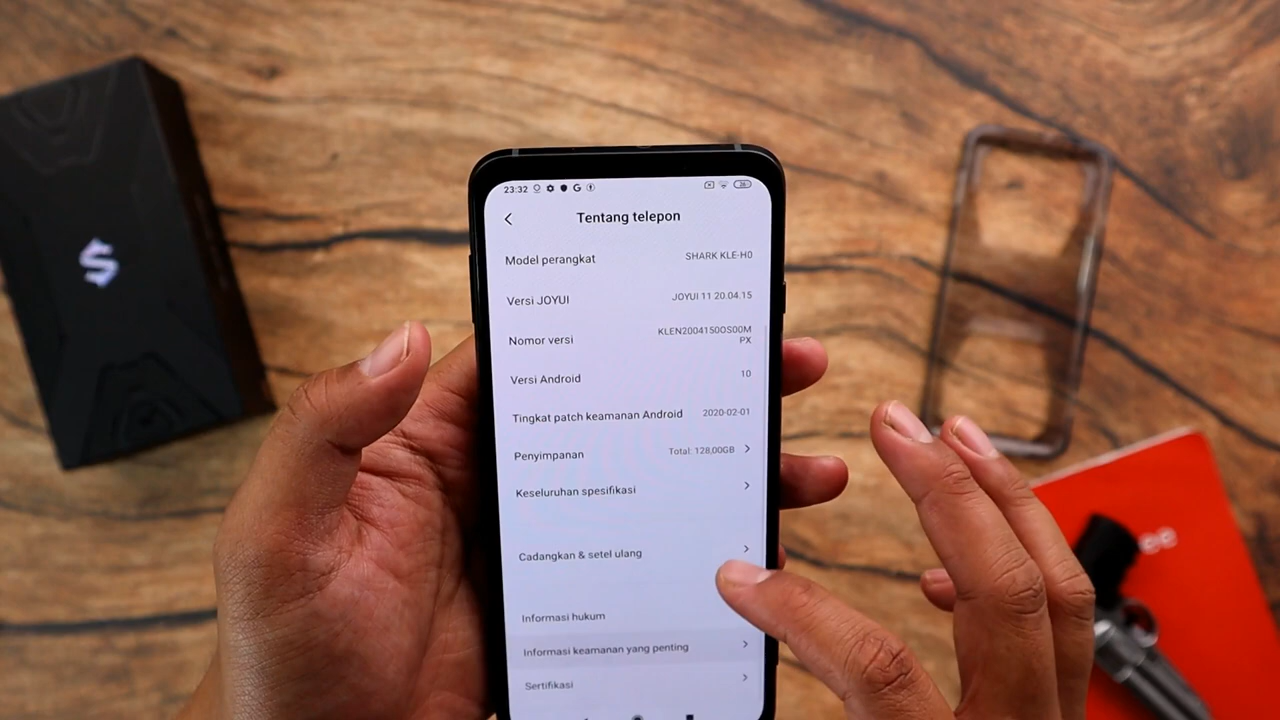 23:32
Tentang telepon
Model perangkat SHARK KLE-H0
Versi JOYUI JOYUI 11 20.04.15
Nomor versi KLEN200415OOS00M
PX
Versi Android 10
Tingkat patch keamanan Android 2020-02-01
Penyimpanan Total: 128,00GB
Keseluruhan spesifikasi
Cadangkan & setel ulang
Informasi hukum
Informasi keamanan yang penting
Sertifikasi
ee